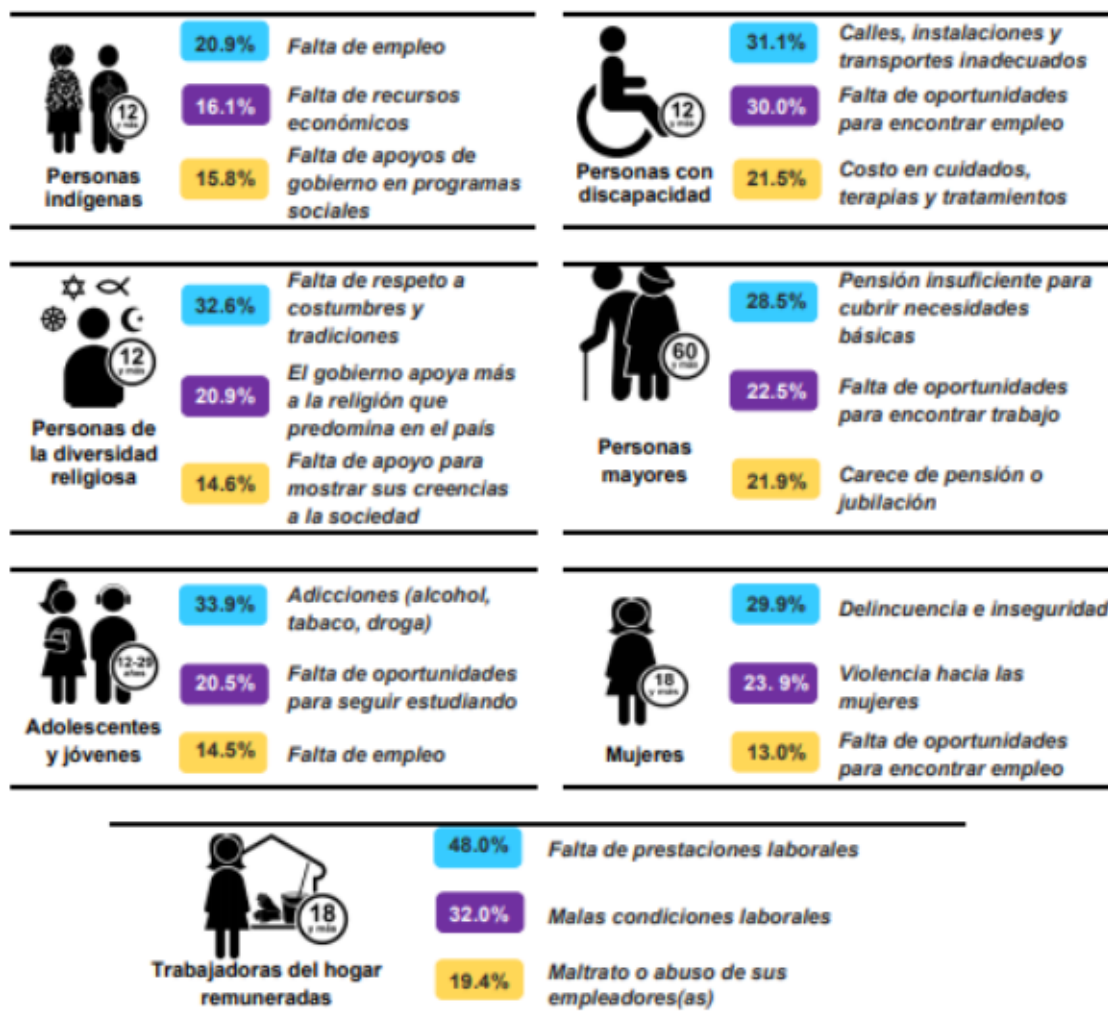 20.9%
Falta de empleo
16.1%
Falta de recursos
económicos
15.8%
Falta de apoyos de
gobierno en programas
sociales
12
y más
Personas
indígenas
31.1%
Calles, instalaciones y
transportes inadecuados
30.0%
Falta de oportunidades
para encontrar empleo
21.5%
Costo en cuidados,
terapias y tratamientos
12
y más
Personas con
discapacidad
32.6%
Falta de respeto a
costumbres y
tradiciones
20.9%
El gobierno apoya más
a la religión que
predomina en el país
14.6%
Falta de apoyo para
mostrar sus creencias
a la sociedad
12
y más
Personas de
la diversidad
religiosa
28.5%
Pensión insuficiente para
cubrir necesidades
básicas
22.5%
Falta de oportunidades
para encontrar trabajo
21.9%
Carece de pensión o
jubilación
60
y más
Personas
mayores
33.9%
Adicciones (alcohol,
tabaco, droga)
20.5%
Falta de oportunidades
para seguir estudiando
14.5%
Falta de empleo
12-29
años
Adolescentes
y jóvenes
29.9%
Delincuencia e inseguridad
23. 9%
Violencia hacia las
mujeres
13.0%
Falta de oportunidades
para encontrar empleo
18
y más
Mujeres
48.0%
Falta de prestaciones laborales
32.0%
Malas condiciones laborales
19.4%
Maltrato o abuso de sus
empleadores(as)
18
y más
Trabajadoras del hogar
remuneradas